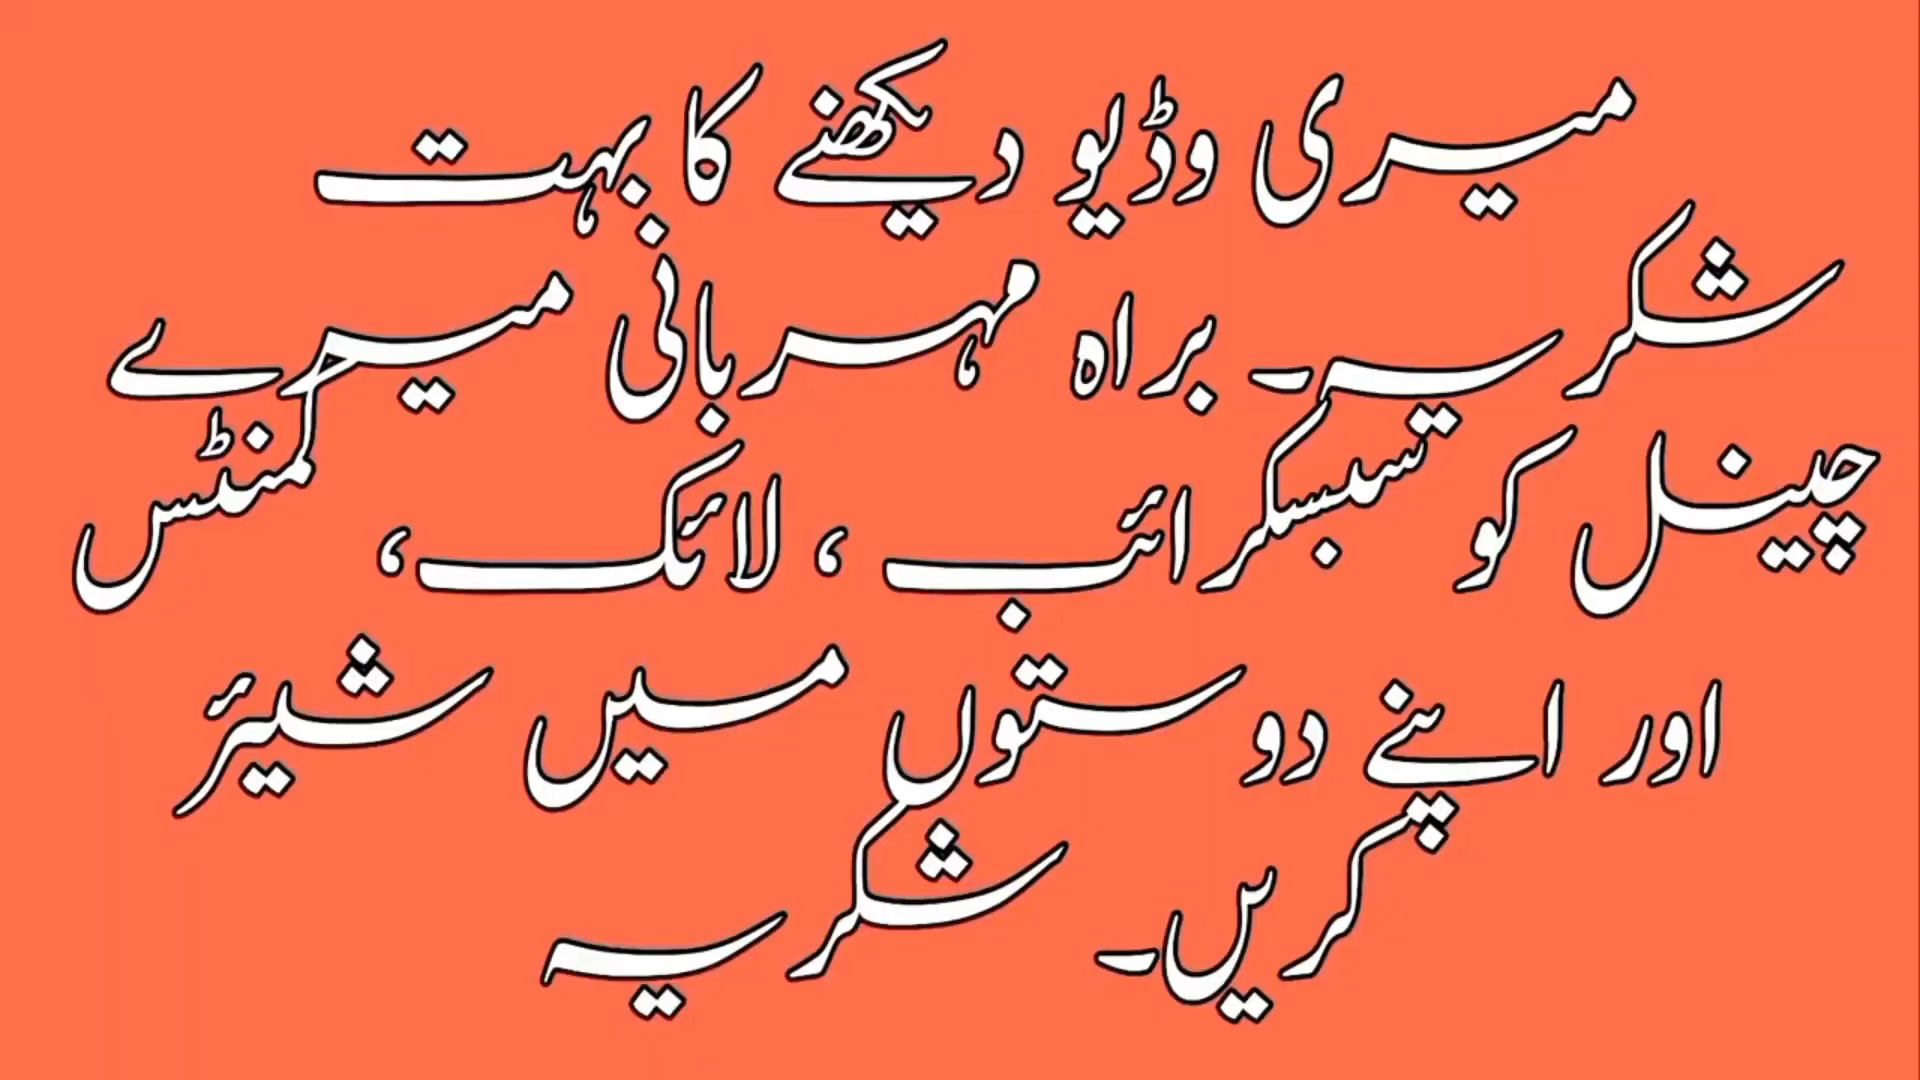 میری وڈیو دیکھنے کا بہت
شکریہ۔ براہ مہربانی میرے
چینل کو سبسکرائب ، لائک، کمنٹس
اور اپنے دوستوں میں شیئر
کریں۔ شکریہ